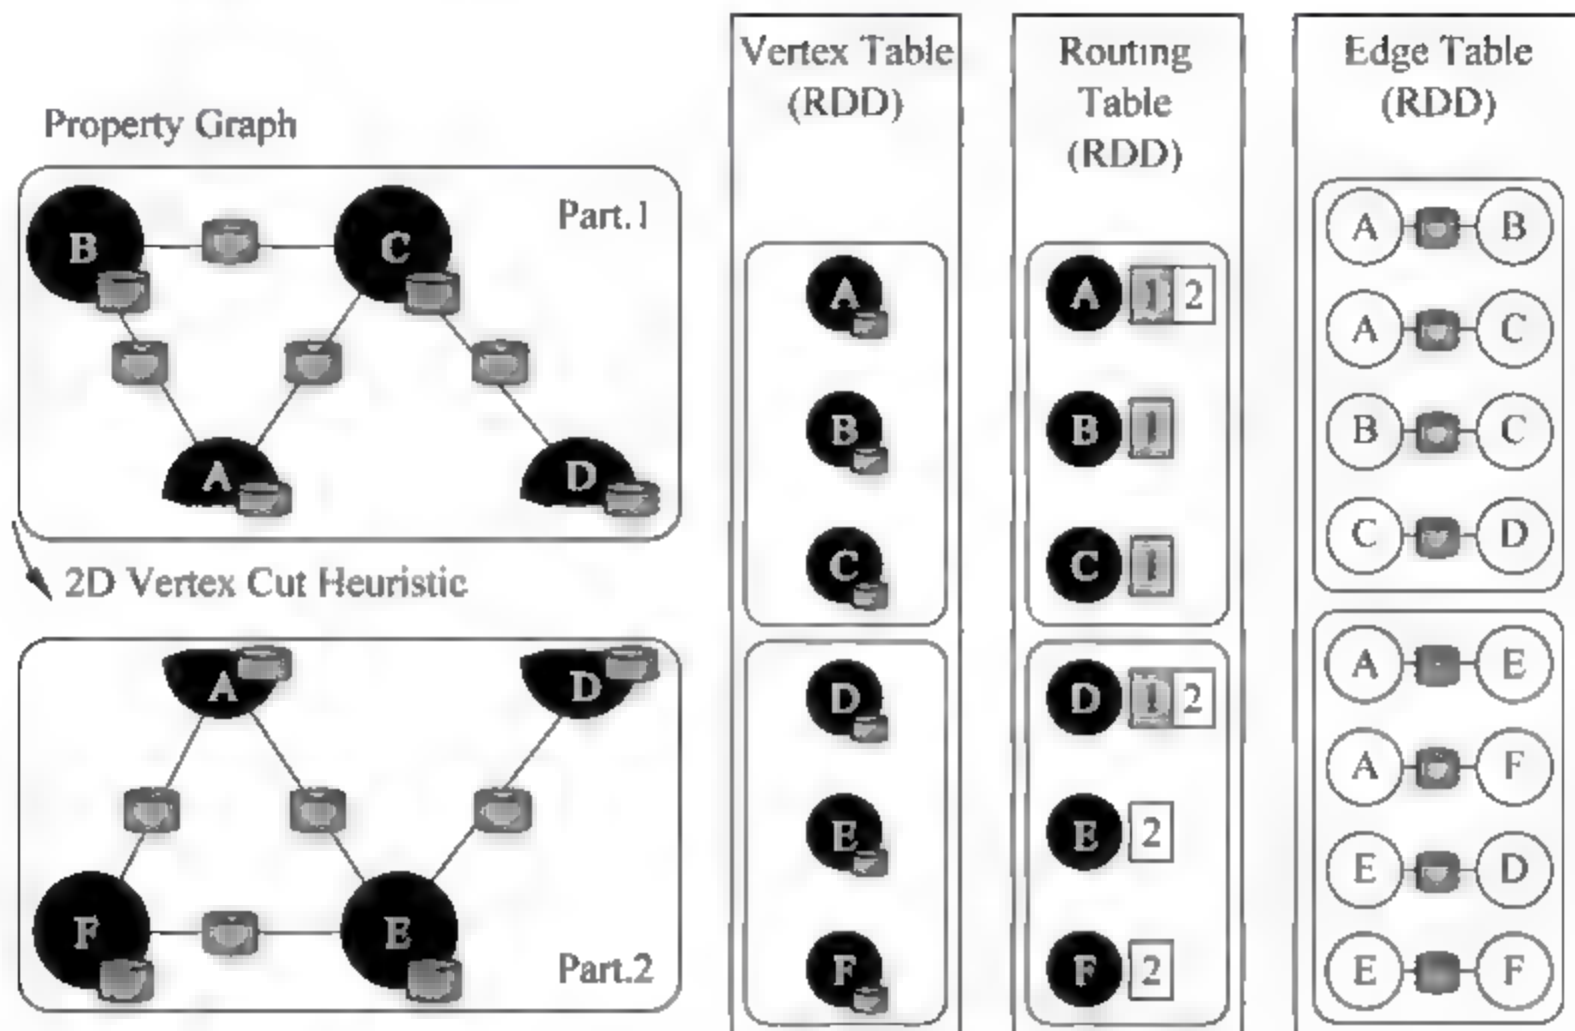 Property Graph
B
C
Part.1
A
D
2D Vertex Cut Heuristic
A
D
F
E
Part.2
Vertex Table
(RDD)
A
B
C
D
E
F
Routing
Table
(RDD)
A 1 2
B 1
C 1
D 1 2
E 2
F 2
Edge Table
(RDD)
A B
A C
B C
C D
A E
A F
E D
E F